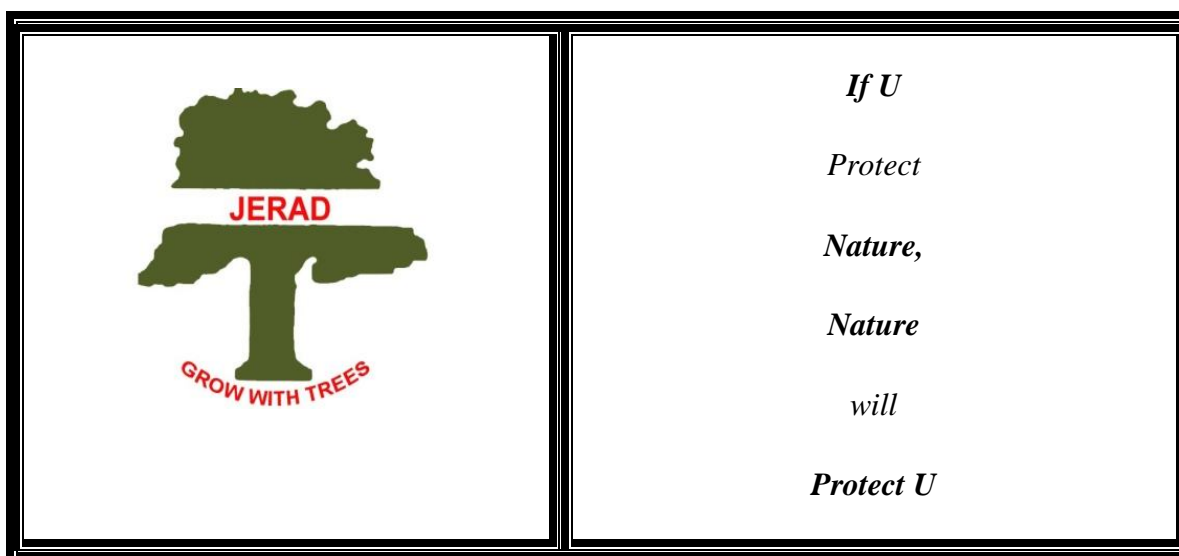 JERAD
GROW WITH TREES
If U
Protect
Nature,
Nature
will
Protect U